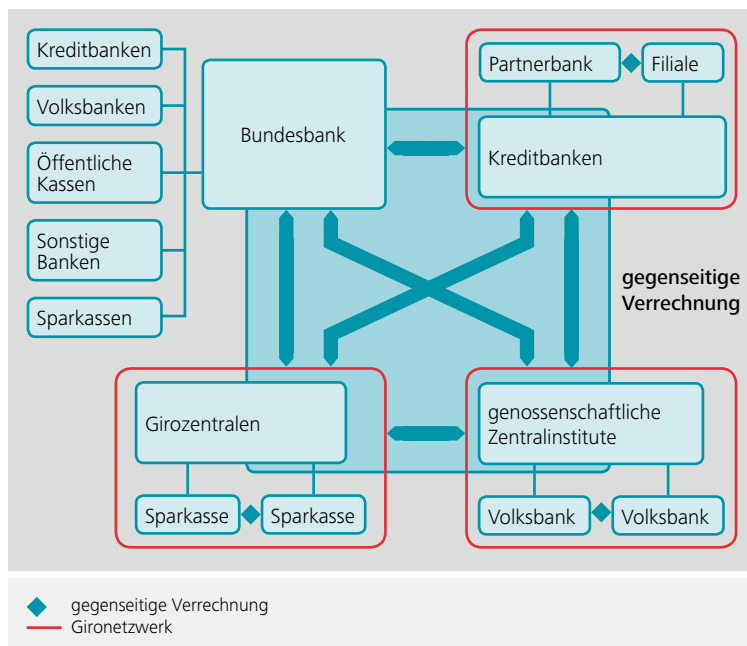 Kreditbanken
Volksbanken
Öffentliche
Kassen
Sonstige
Banken
Sparkassen
Bundesbank
Partnerbank
Filiale
Kreditbanken
gegenseitige
Verrechnung
Girozentralen
Sparkasse
Sparkasse
genossenschaftliche
Zentralinstitute
Volksbank
Volksbank
gegenseitige Verrechnung
Gironetzwerk